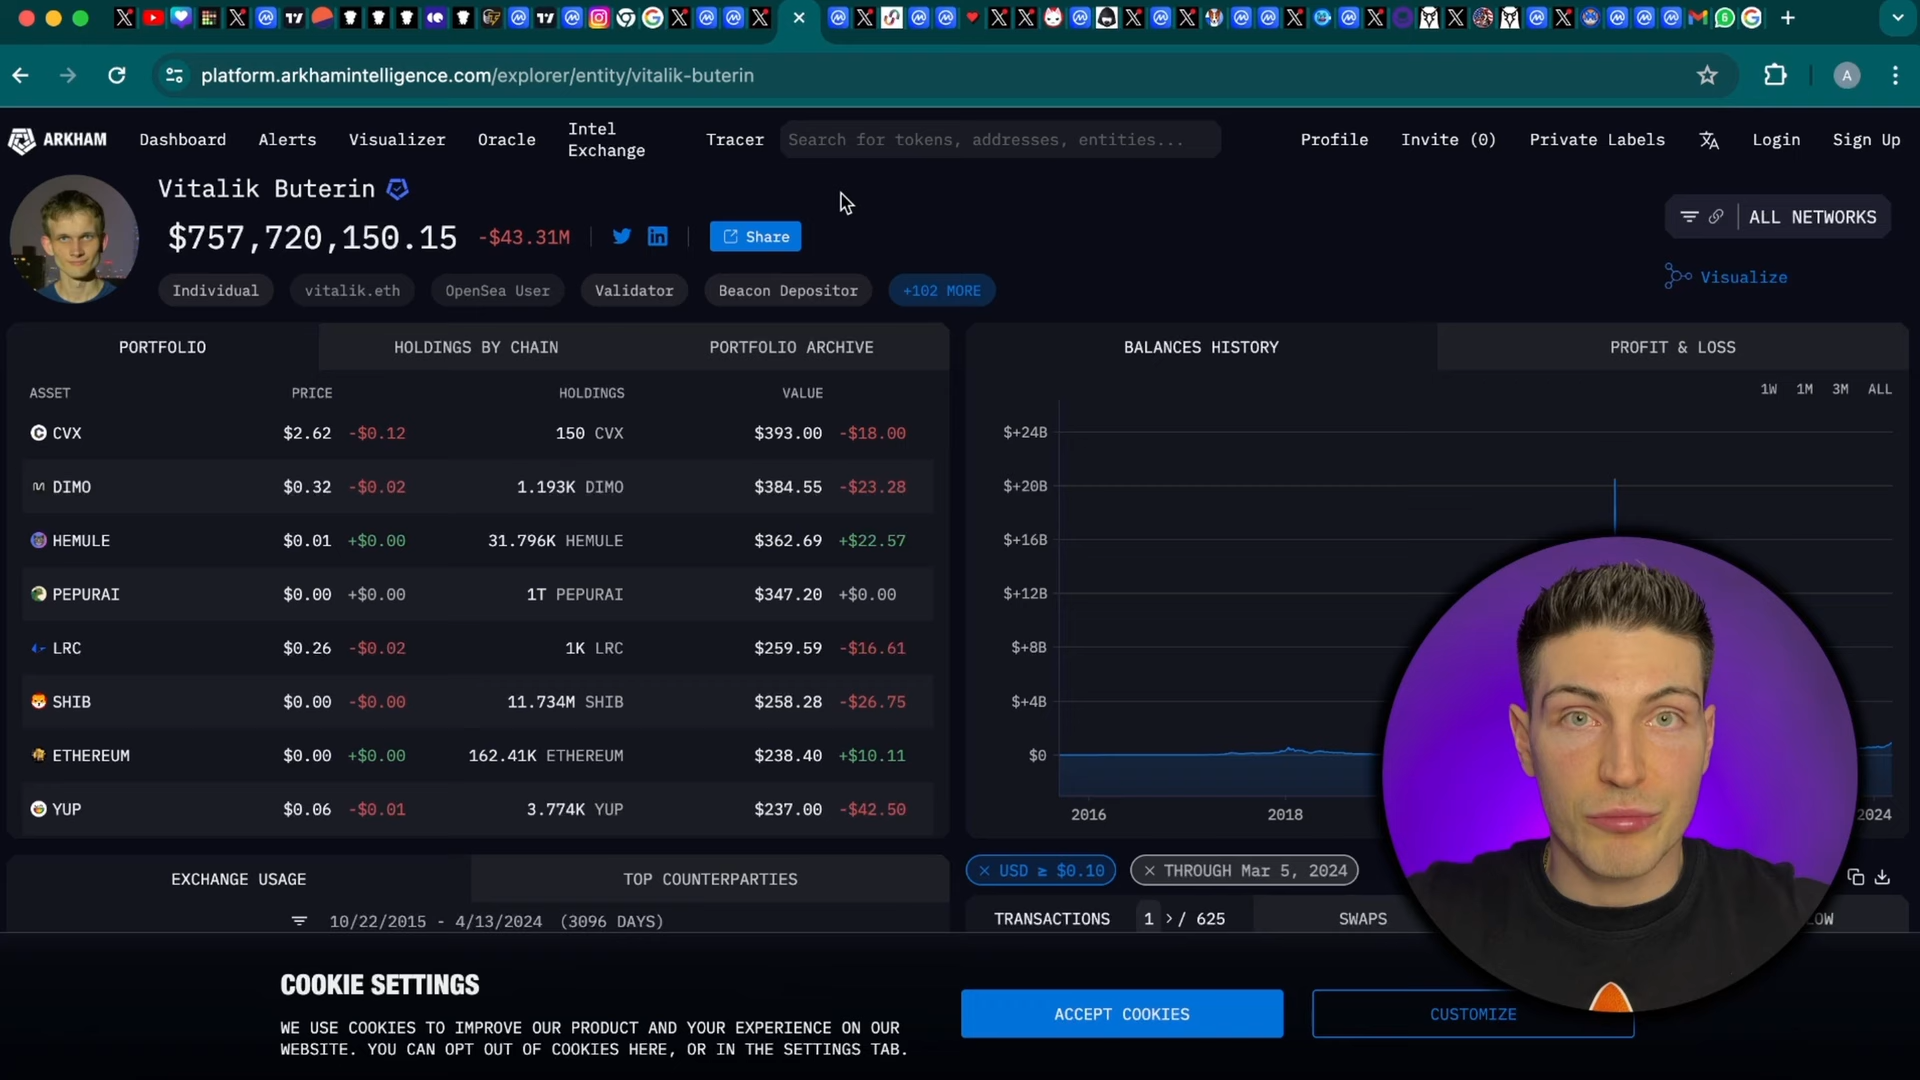 platform.arkhamintelligence.com/explorer/entity/vitalik-buterin
A
ARKHAM
Dashboard
Alerts
Visualizer
Oracle
Intel Exchange
Tracer
Search for tokens, addresses, entities...
Profile
Invite (0)
Private Labels
Login
Sign Up
Vitalik Buterin
$757,720,150.15 -$43.31M
Share
ALL NETWORKS
Visualize
Individual
vitalik.eth
OpenSea User
Validator
Beacon Depositor
+102 MORE
PORTFOLIO
HOLDINGS BY CHAIN
PORTFOLIO ARCHIVE
ASSET PRICE HOLDINGS VALUE
CVX $2.62 -$0.12 150 CVX $393.00 -$18.00
DIMO $0.32 -$0.02 1.193K DIMO $384.55 -$23.28
HEMULE $0.01 +$0.00 31.796K HEMULE $362.69 +$22.57
PEPURAI $0.00 +$0.00 1T PEPURAI $347.20 +$0.00
LRC $0.26 -$0.02 1K LRC $259.59 -$16.61
SHIB $0.00 -$0.00 11.734M SHIB $258.28 -$26.75
ETHEREUM $0.00 +$0.00 162.41K ETHEREUM $238.40 +$10.11
YUP $0.06 -$0.01 3.774K YUP $237.00 -$42.50
BALANCES HISTORY
PROFIT & LOSS
1W 1M 3M ALL
$+24B
$+20B
$+16B
$+12B
$+8B
$+4B
$0
2016 2018 2024
EXCHANGE USAGE
TOP COUNTERPARTIES
10/22/2015 - 4/13/2024 (3096 DAYS)
USD ≥ $0.10
THROUGH Mar 5, 2024
TRANSACTIONS 1 > / 625
SWAPS
OW
COOKIE SETTINGS
WE USE COOKIES TO IMPROVE OUR PRODUCT AND YOUR EXPERIENCE ON OUR
WEBSITE. YOU CAN OPT OUT OF COOKIES HERE, OR IN THE SETTINGS TAB.
ACCEPT COOKIES
CUSTOMIZE